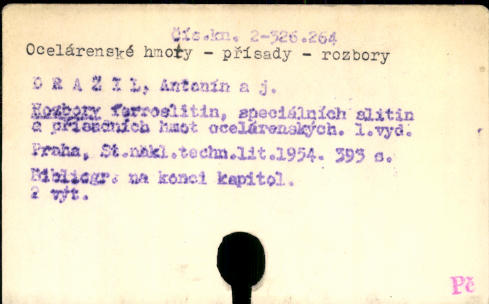 Čís.kn. 2-326.264
Ocelárenské hmoty - přísady - rozbory
D R A Ž I L, Antonín a j.
Rozbory ferroslitin, speciálních slitin
a přísadních hmot ocelárenských. 1.vyd.
Praha, St.nakl.techn.lit.1954. 393 s.
Bibliogr. na konci kapitol.
2 výt.
Pč